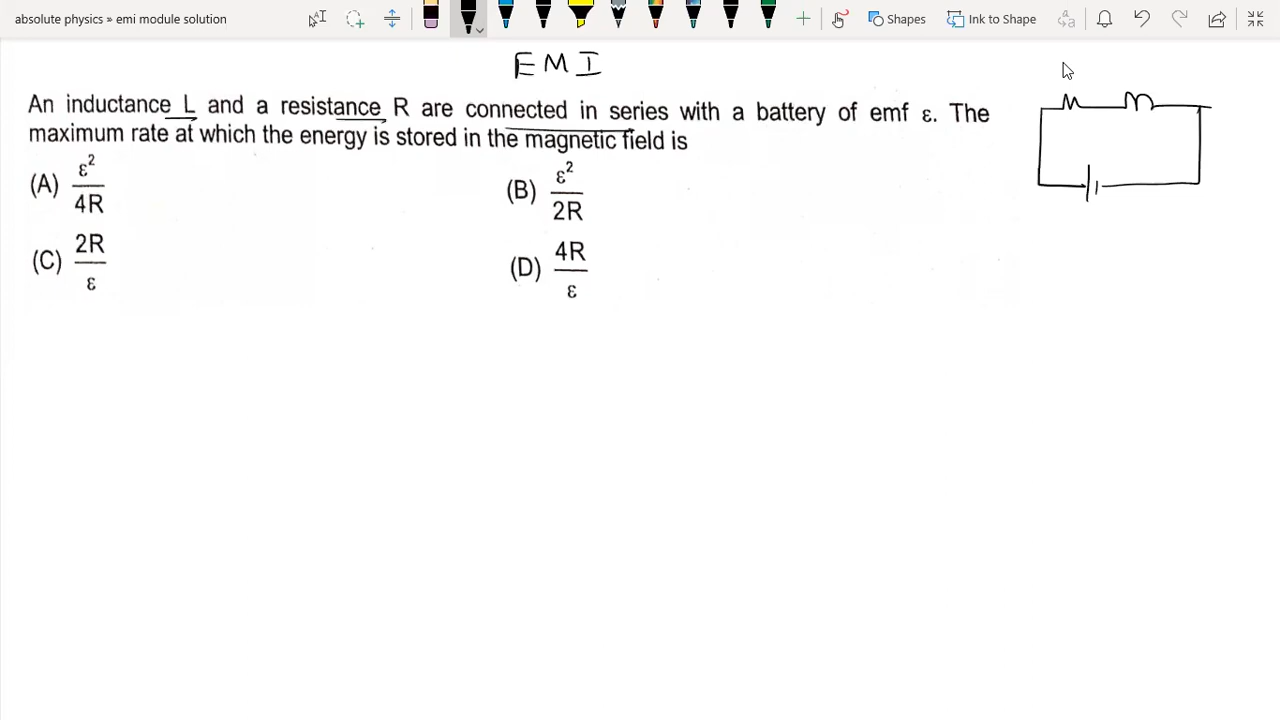 absolute physics » emi module solution
Shapes
Ink to Shape
EMI
An inductance L and a resistance R are connected in series with a battery of emf ε. The
maximum rate at which the energy is stored in the magnetic field is
(A) ε²/4R
(B) ε²/2R
(C) 2R/ε
(D) 4R/ε